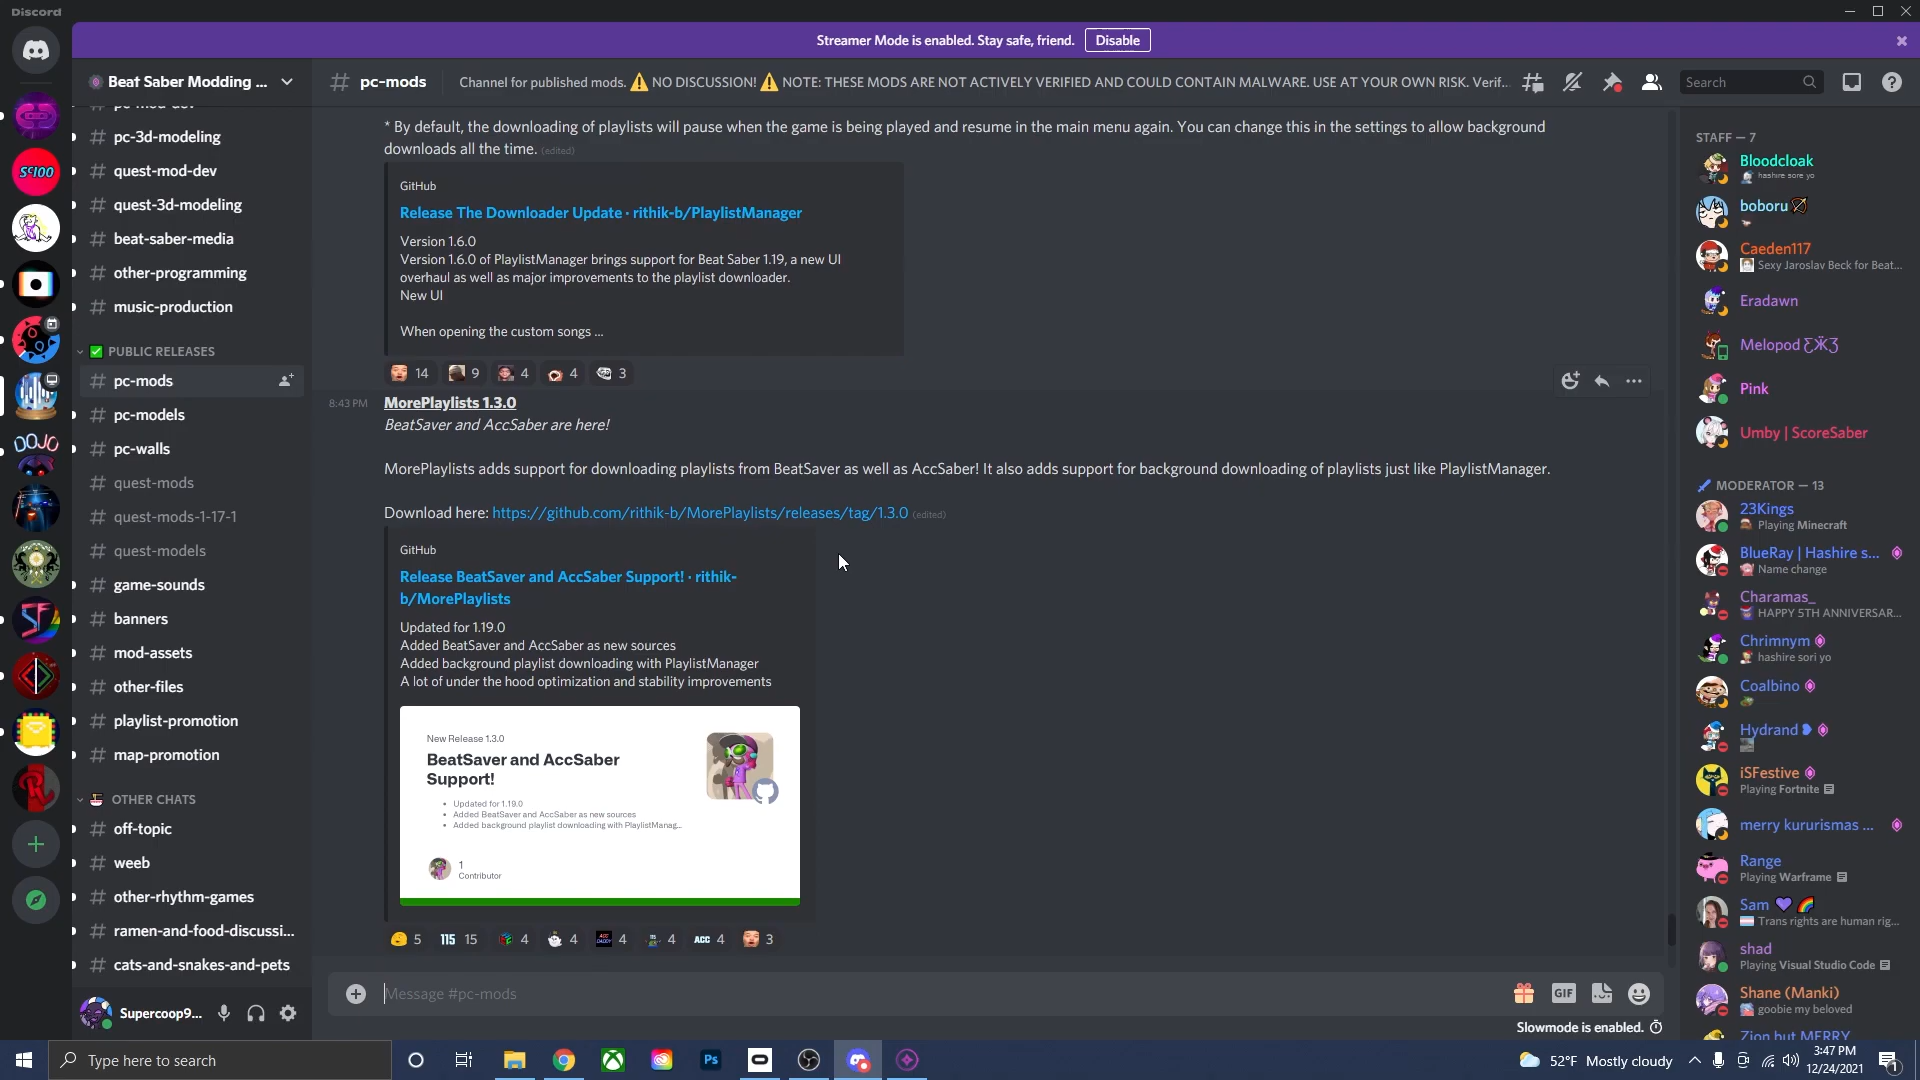 Discord
Streamer Mode is enabled. Stay safe, friend.
Disable
Beat Saber Modding ...
pc-3d-modeling
quest-mod-dev
quest-3d-modeling
beat-saber-media
other-programming
music-production
PUBLIC RELEASES
pc-mods
pc-models
pc-walls
quest-mods
quest-mods-1-17-1
quest-models
game-sounds
banners
mod-assets
other-files
playlist-promotion
map-promotion
OTHER CHATS
off-topic
weeb
other-rhythm-games
ramen-and-food-discussi...
cats-and-snakes-and-pets
Supercoop9...
pc-mods
Channel for published mods. ⚠ NO DISCUSSION! ⚠ NOTE: THESE MODS ARE NOT ACTIVELY VERIFIED AND COULD CONTAIN MALWARE. USE AT YOUR OWN RISK. Verif...
Search
* By default, the downloading of playlists will pause when the game is being played and resume in the main menu again. You can change this in the settings to allow background
downloads all the time. (edited)
GitHub
Release The Downloader Update · rithik-b/PlaylistManager
Version 1.6.0
Version 1.6.0 of PlaylistManager brings support for Beat Saber 1.19, a new UI
overhaul as well as major improvements to the playlist downloader.
New UI
When opening the custom songs ...
14 9 4 4 3
8:43 PM
MorePlaylists 1.3.0
BeatSaver and AccSaber are here!
MorePlaylists adds support for downloading playlists from BeatSaver as well as AccSaber! It also adds support for background downloading of playlists just like PlaylistManager.
Download here: https://github.com/rithik-b/MorePlaylists/releases/tag/1.3.0 (edited)
GitHub
Release BeatSaver and AccSaber Support! · rithik-
b/MorePlaylists
Updated for 1.19.0
Added BeatSaver and AccSaber as new sources
Added background playlist downloading with PlaylistManager
A lot of under the hood optimization and stability improvements
New Release 1.3.0
BeatSaver and AccSaber
Support!
Updated for 1.19.0
Added BeatSaver and AccSaber as new sources
Added background playlist downloading with PlaylistManag...
1
Contributor
5 115 15 4 4 4 4 ACC 4 3
Message #pc-mods
GIF
Slowmode is enabled.
STAFF — 7
Bloodcloak
hashire sore yo
boboru
Caeden117
Sexy Jaroslav Beck for Beat...
Eradawn
Melopod ƸӜƷ
Pink
Umby | ScoreSaber
MODERATOR — 13
23Kings
Playing Minecraft
BlueRay | Hashire s...
Name change
Charamas_
HAPPY 5TH ANNIVERSAR...
Chrimnym
hashire sori yo
Coalbino
Hydrand
iSFestive
Playing Fortnite
merry kururismas ...
Range
Playing Warframe
Sam
Trans rights are human rig...
shad
Playing Visual Studio Code
Shane (Manki)
goobie my beloved
Zion but MERRY
Type here to search
Ps
52°F Mostly cloudy
3:47 PM
12/24/2021
1